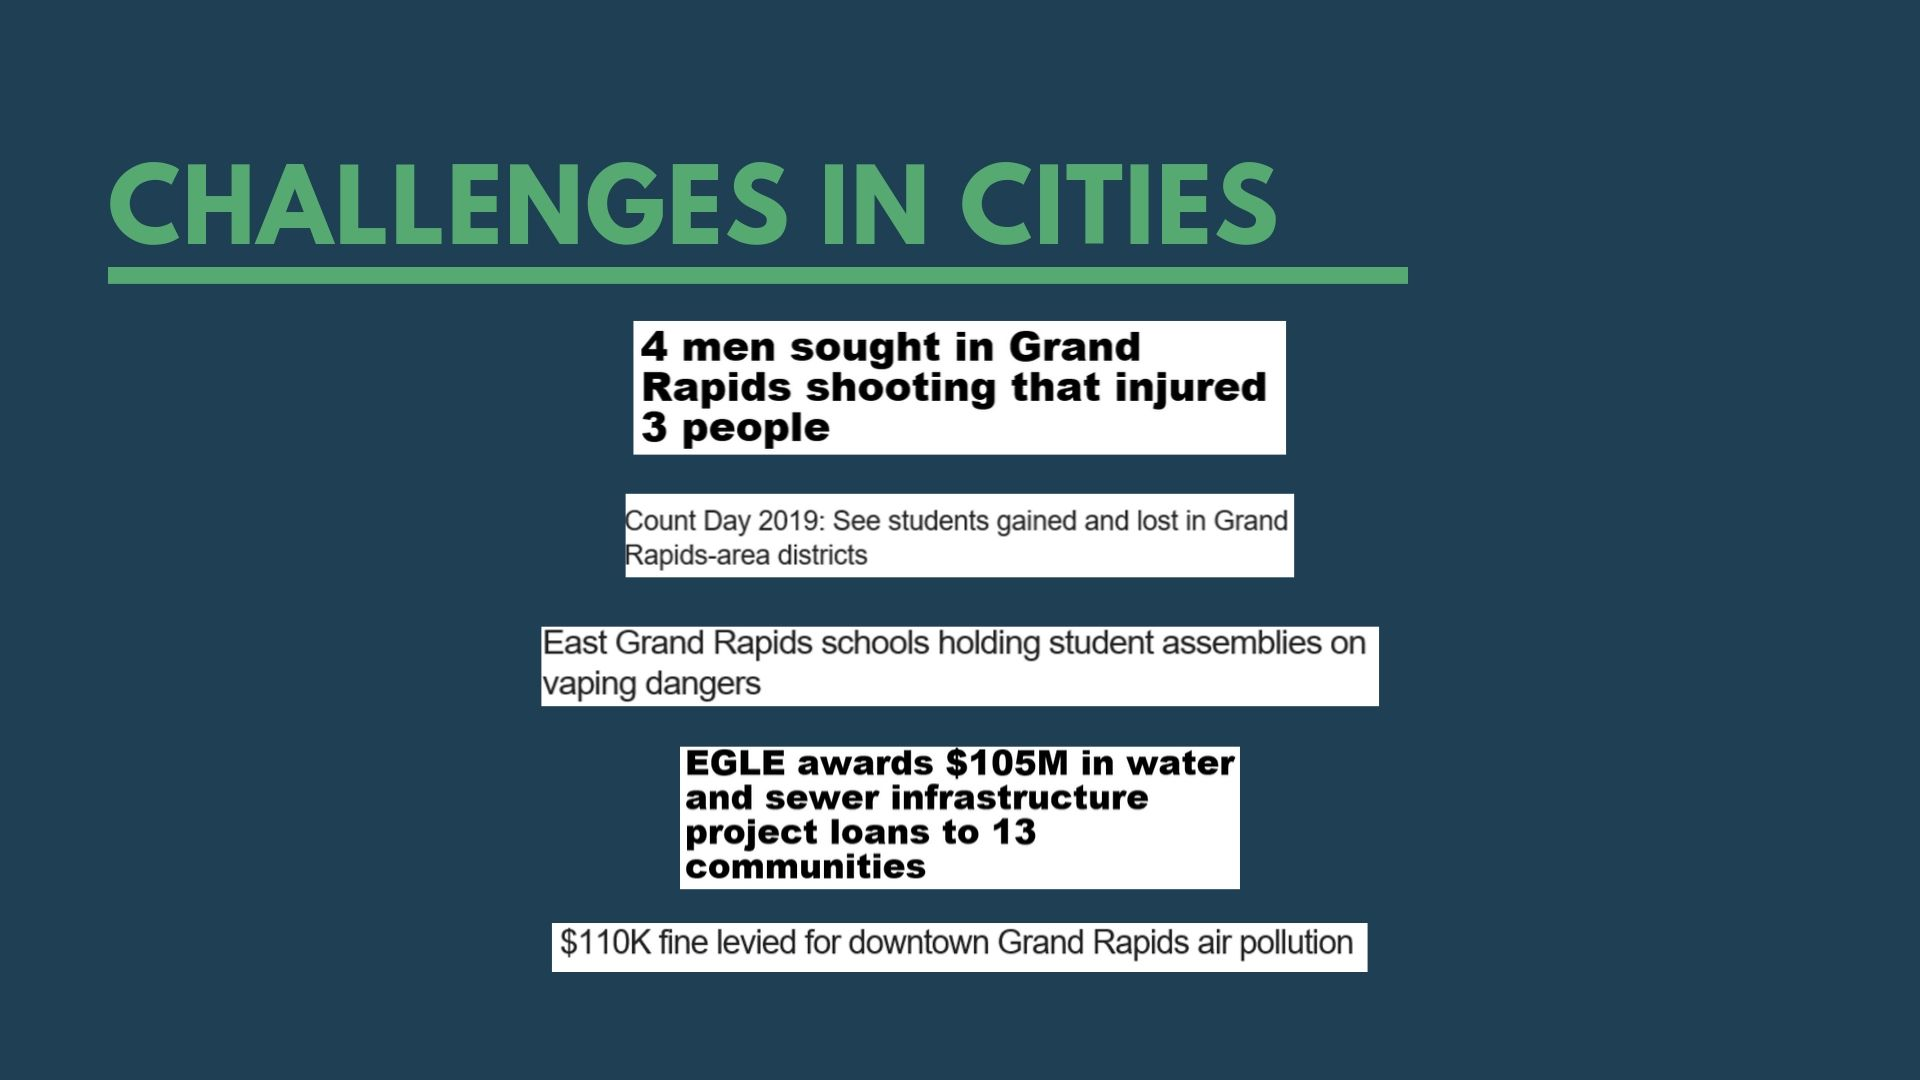 CHALLENGES IN CITIES
4 men sought in Grand
Rapids shooting that injured
3 people
Count Day 2019: See students gained and lost in Grand
Rapids-area districts
East Grand Rapids schools holding student assemblies on
vaping dangers
EGLE awards $105M in water
and sewer infrastructure
project loans to 13
communities
$110K fine levied for downtown Grand Rapids air pollution